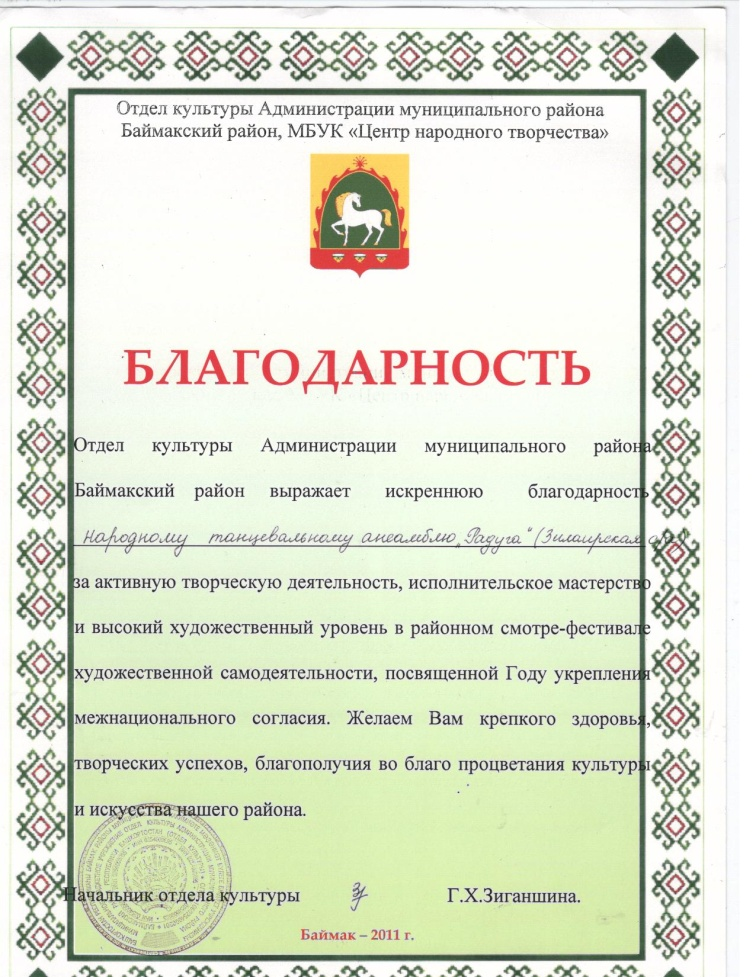 Отдел культуры Администрации муниципального района
Баймакский район, МБУК «Центр народного творчества»
БЛАГОДАРНОСТЬ
Отдел культуры Администрации муниципального района
Баймакский район выражает искреннюю благодарность
Народному танцевальному ансамблю „Радуга“ (Зилаирская
за активную творческую деятельность, исполнительское мастерство
и высокий художественный уровень в районном смотре-фестивале
художественной самодеятельности, посвященной Году укрепления
межнационального согласия. Желаем Вам крепкого здоровья,
творческих успехов, благополучия во благо процветания культуры
и искусства нашего района.
Начальник отдела культуры Г.Х.Зиганшина.
Баймак – 2011 г.